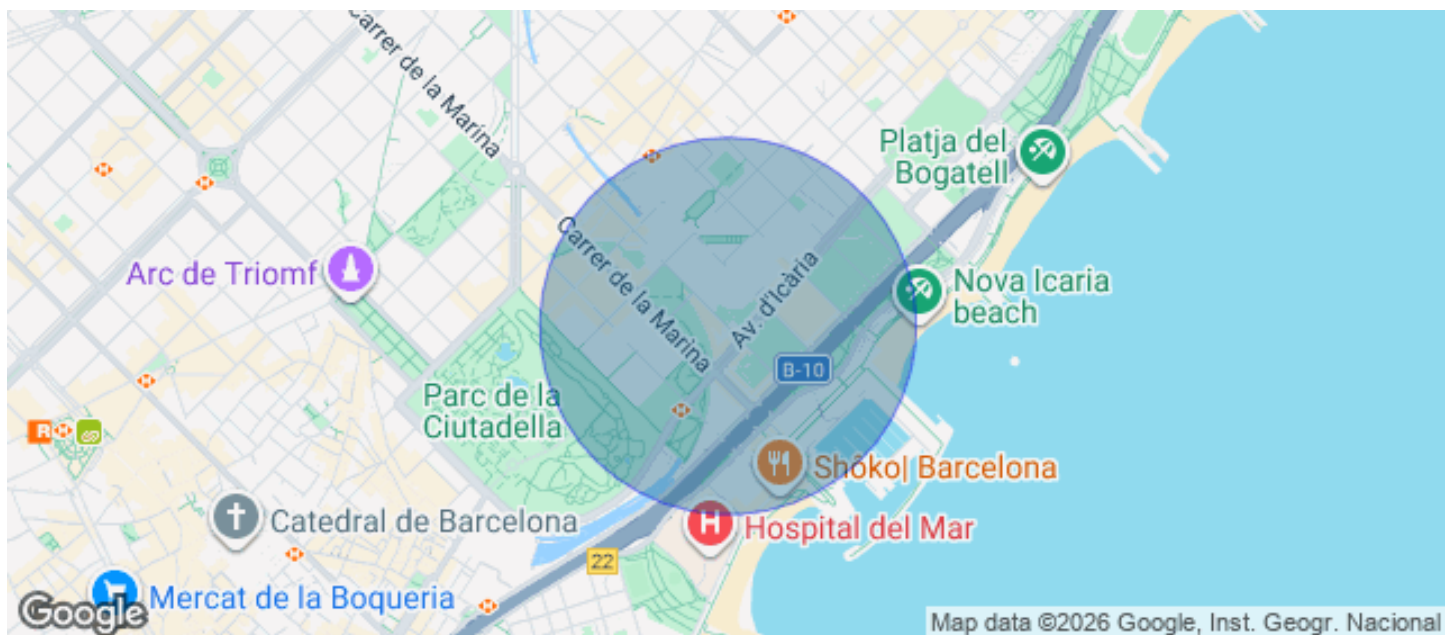 Carrer de la Marina
Platja del
Bogatell
Arc de Triomf
Carrer de la Marina
Av. d'Icària
Nova Icaria
beach
B-10
Parc de la
Ciutadella
R
Shôko| Barcelona
Catedral de Barcelona
H
Hospital del Mar
22
Mercat de la Boqueria
Google
Map data ©2026 Google, Inst. Geogr. Nacional